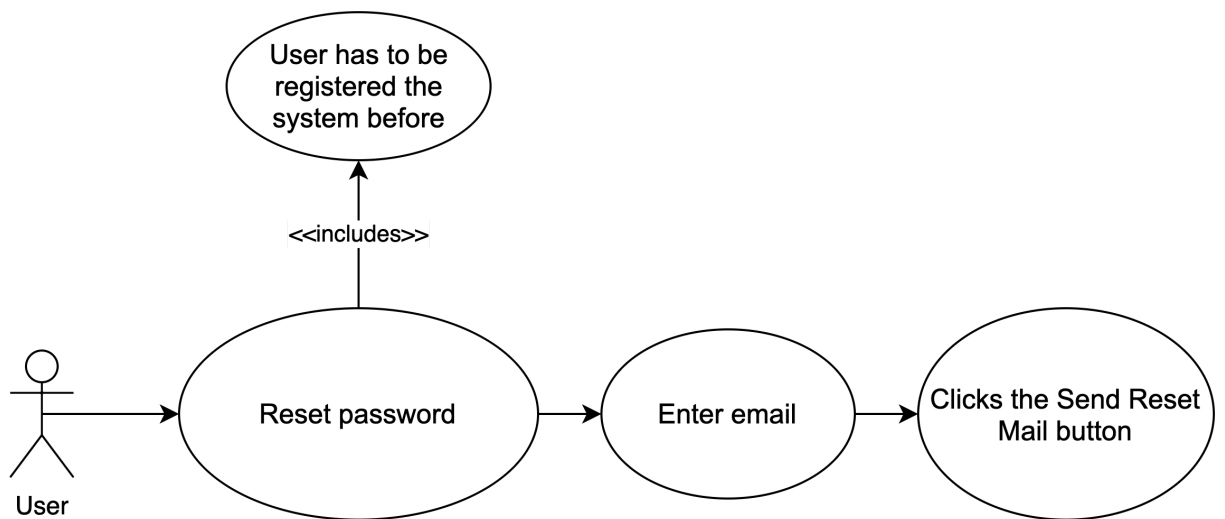 User has to be
registered the
system before
<<includes>>
Reset password
Enter email
Clicks the Send Reset
Mail button
User